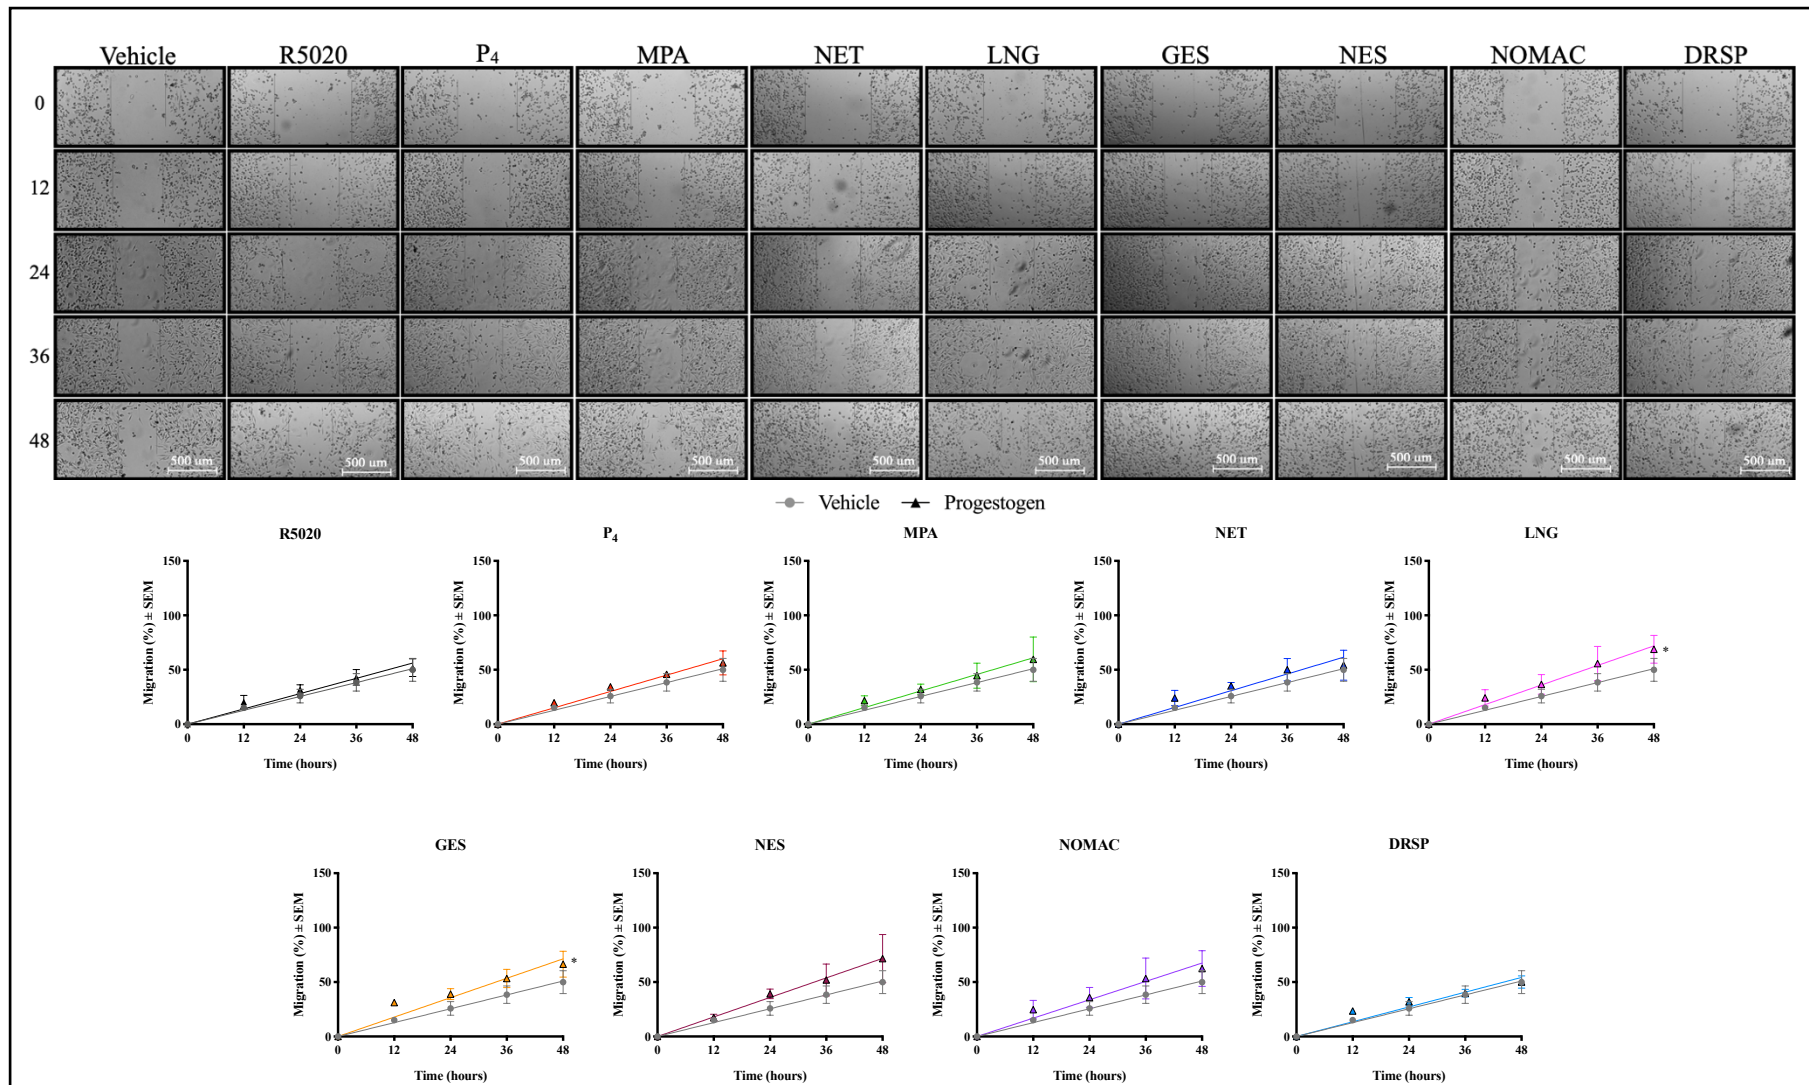 Vehicle R5020 P4 MPA NET LNG GES NES NOMAC DRSP
0
12
24
36
48
500 um 500 um 500 um 500 um 500 um 500 um 500 um 500 um 500 um 500 um
Vehicle Progestogen
R5020 P4 MPA NET LNG
Migration (%) ± SEM Migration (%) ± SEM Migration (%) ± SEM Migration (%) ± SEM Migration (%) ± SEM
150 150 150 150 150
100 100 100 100 100
50 50 50 50 50
*
0 0 0 0 0
0 12 24 36 48 0 12 24 36 48 0 12 24 36 48 0 12 24 36 48 0 12 24 36 48
Time (hours) Time (hours) Time (hours) Time (hours) Time (hours)
GES NES NOMAC DRSP
Migration (%) ± SEM Migration (%) ± SEM Migration (%) ± SEM Migration (%) ± SEM
150 150 150 150
100 100 100 100
*
50 50 50 50
0 0 0 0
0 12 24 36 48 0 12 24 36 48 0 12 24 36 48 0 12 24 36 48
Time (hours) Time (hours) Time (hours) Time (hours)